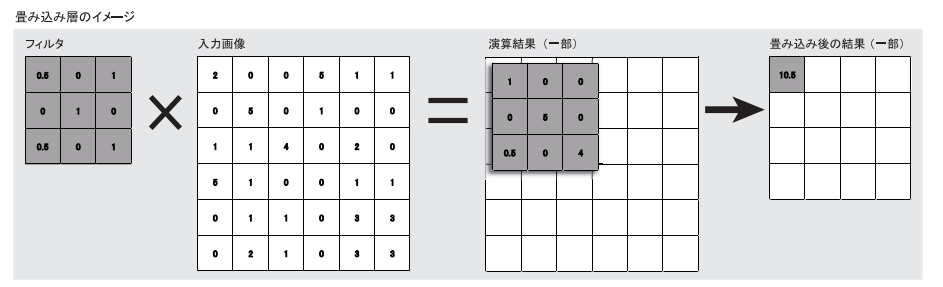 畳み込み層のイメージ
フィルタ
0.5 0 1
0 1 0
0.5 0 1
×
入力画像
2 0 0 5 1 1
0 5 0 1 0 0
1 1 4 0 2 0
5 1 0 0 1 1
0 1 1 0 3 3
0 2 1 0 3 3
=
演算結果（一部）
1 0 0
0 5 0
0.5 0 4
畳み込み後の結果（一部）
10.5